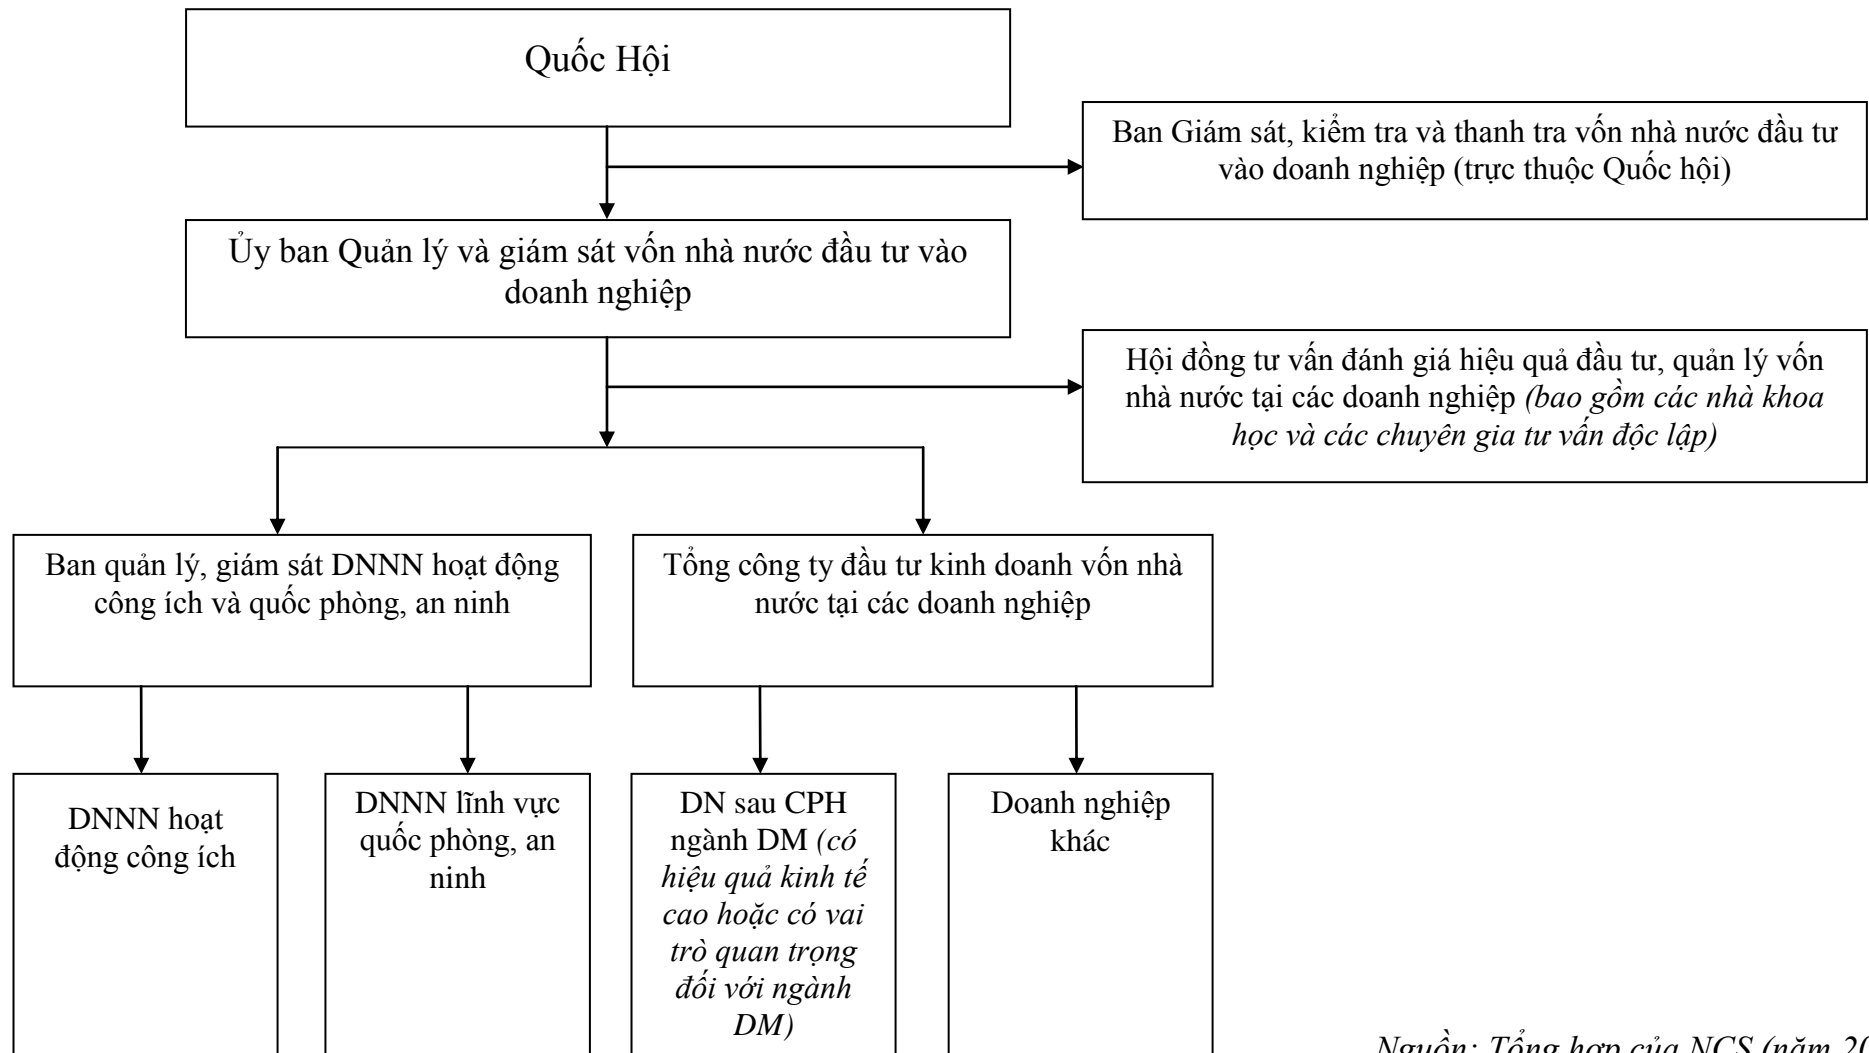 Quốc Hội
Ban Giám sát, kiểm tra và thanh tra vốn nhà nước đầu tư
vào doanh nghiệp (trực thuộc Quốc hội)
Ủy ban Quản lý và giám sát vốn nhà nước đầu tư vào
doanh nghiệp
Hội đồng tư vấn đánh giá hiệu quả đầu tư, quản lý vốn
nhà nước tại các doanh nghiệp (bao gồm các nhà khoa
học và các chuyên gia tư vấn độc lập)
Ban quản lý, giám sát DNNN hoạt động
công ích và quốc phòng, an ninh
Tổng công ty đầu tư kinh doanh vốn nhà
nước tại các doanh nghiệp
DNNN hoạt
động công ích
DNNN lĩnh vực
quốc phòng, an
ninh
DN sau CPH
ngành DM (có
hiệu quả kinh tế
cao hoặc có vai
trò quan trọng
đối với ngành
DM)
Doanh nghiệp
khác
Nguồn: Tổng hợp của NCS (năm